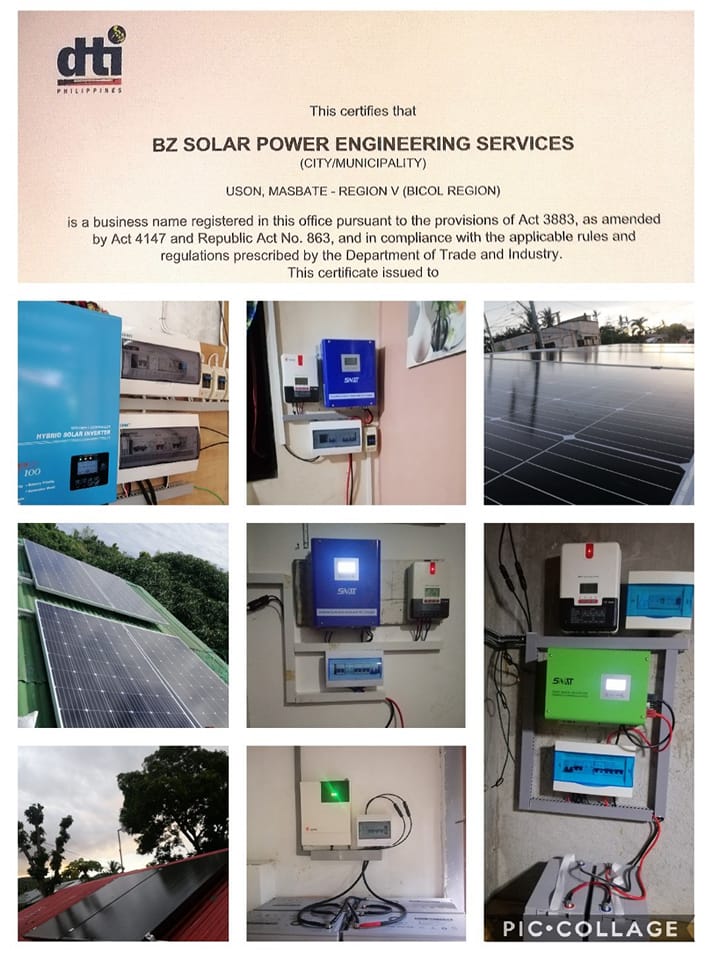 dti
PHILIPPINES
This certifies that
BZ SOLAR POWER ENGINEERING SERVICES
(CITY/MUNICIPALITY)
USON, MASBATE - REGION V (BICOL REGION)
is a business name registered in this office pursuant to the provisions of Act 3883, as amended
by Act 4147 and Republic Act No. 863, and in compliance with the applicable rules and
regulations prescribed by the Department of Trade and Industry.
This certificate issued to
HYBRID SOLAR INVERTER
100
SNAT
SNAT
SNAT
PIC•COLLAGE